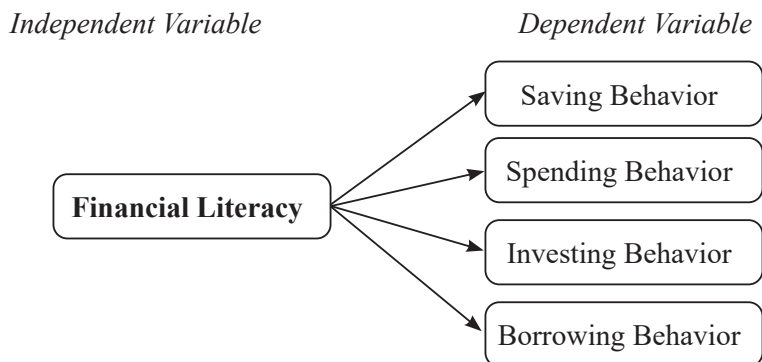 Independent Variable
Dependent Variable
Saving Behavior
Spending Behavior
Financial Literacy
Investing Behavior
Borrowing Behavior